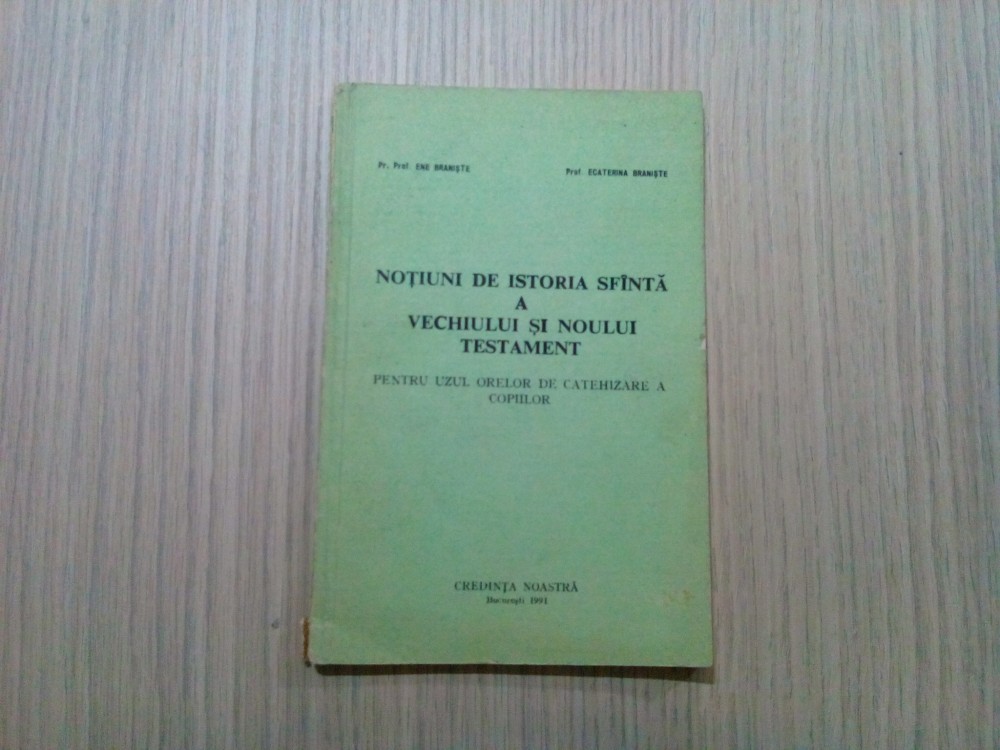 Pr. Prof. ENE BRANIȘTE
Prof. ECATERINA BRANIȘTE
NOȚIUNI DE ISTORIA SFÎNTĂ
A
VECHIULUI ȘI NOULUI
TESTAMENT
PENTRU UZUL ORELOR DE CATEHIZARE A
COPIILOR
CREDINȚA NOASTRĂ
București 1991